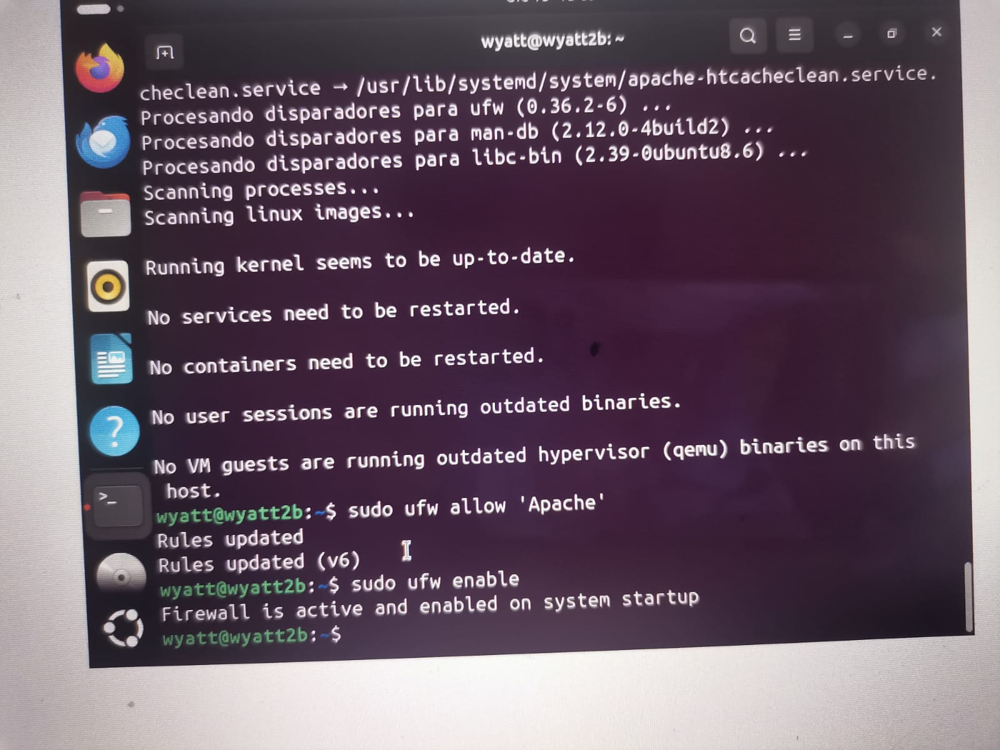 wyatt@wyatt2b: ~
checlean.service → /usr/lib/systemd/system/apache-htcacheclean.service.
Procesando disparadores para ufw (0.36.2-6) ...
Procesando disparadores para man-db (2.12.0-4build2) ...
Procesando disparadores para libc-bin (2.39-0ubuntu8.6) ...
Scanning processes...
Scanning linux images...
Running kernel seems to be up-to-date.
No services need to be restarted.
No containers need to be restarted.
No user sessions are running outdated binaries.
No VM guests are running outdated hypervisor (qemu) binaries on this
host.
wyatt@wyatt2b:~$ sudo ufw allow 'Apache'
Rules updated
Rules updated (v6)
wyatt@wyatt2b:~$ sudo ufw enable
Firewall is active and enabled on system startup
wyatt@wyatt2b:~$